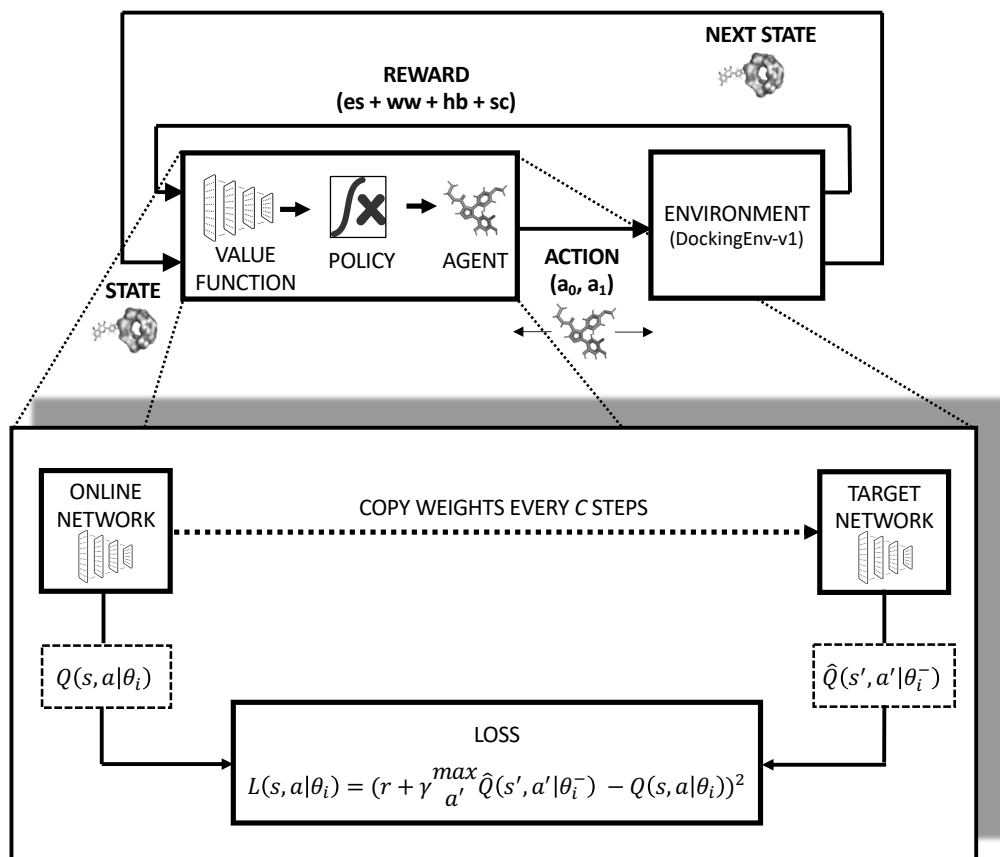 NEXT STATE
REWARD
(es + ww + hb + sc)
VALUE
FUNCTION
POLICY
AGENT
ACTION
(a₀, a₁)
ENVIRONMENT
(DockingEnv-v1)
STATE
ONLINE
NETWORK
COPY WEIGHTS EVERY C STEPS
TARGET
NETWORK
Q(s, a|θᵢ)
Q̂(s′, a′|θᵢ⁻)
LOSS
L(s, a|θᵢ) = (r + γ max a′ Q̂(s′, a′|θᵢ⁻) − Q(s, a|θᵢ))²